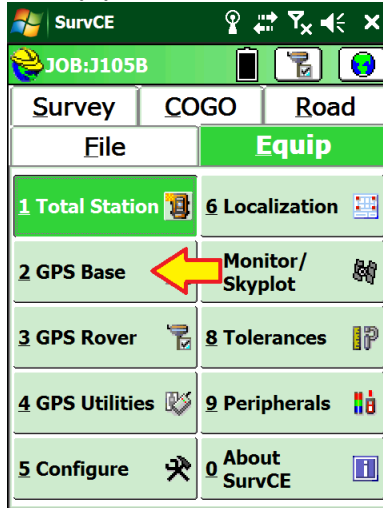 SurvCE
JOB:J105B
Survey COGO Road
File Equip
1 Total Station 6 Localization
2 GPS Base Monitor/
Skyplot
3 GPS Rover 8 Tolerances
4 GPS Utilities 9 Peripherals
5 Configure 0 About
SurvCE